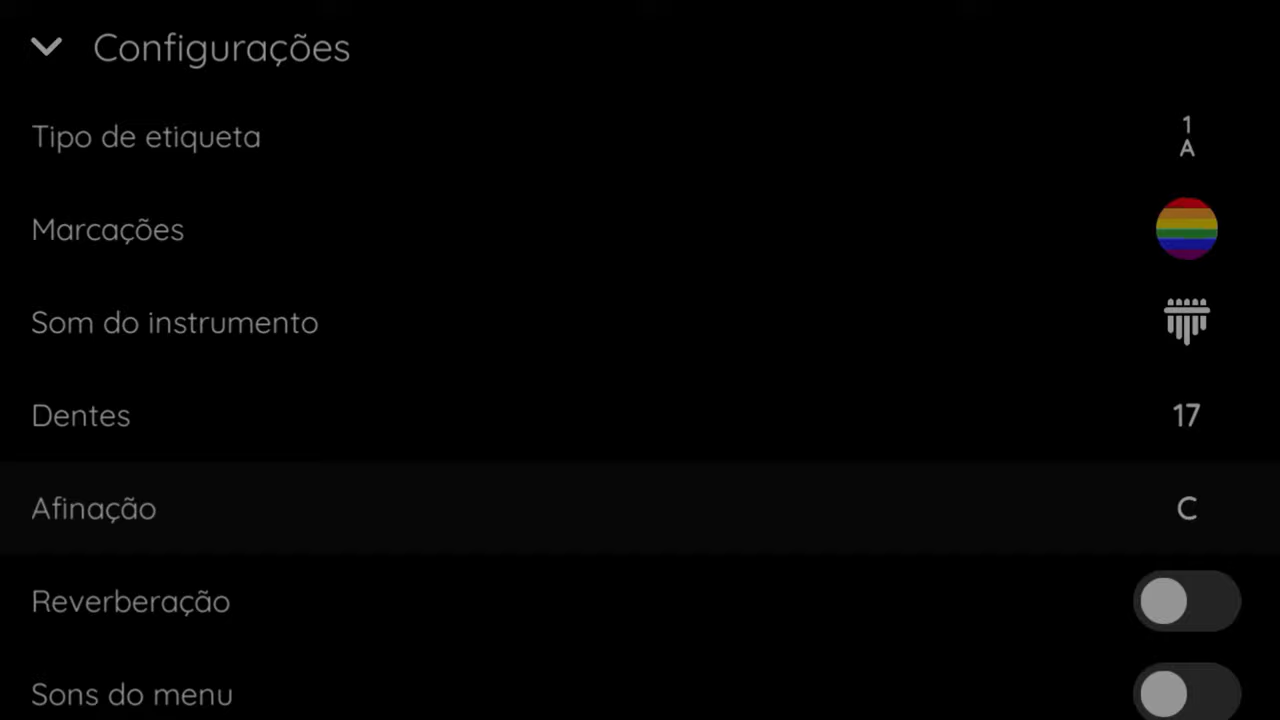 Configurações
Tipo de etiqueta
1
A
Marcações
Som do instrumento
Dentes 17
Afinação C
Reverberação
Sons do menu